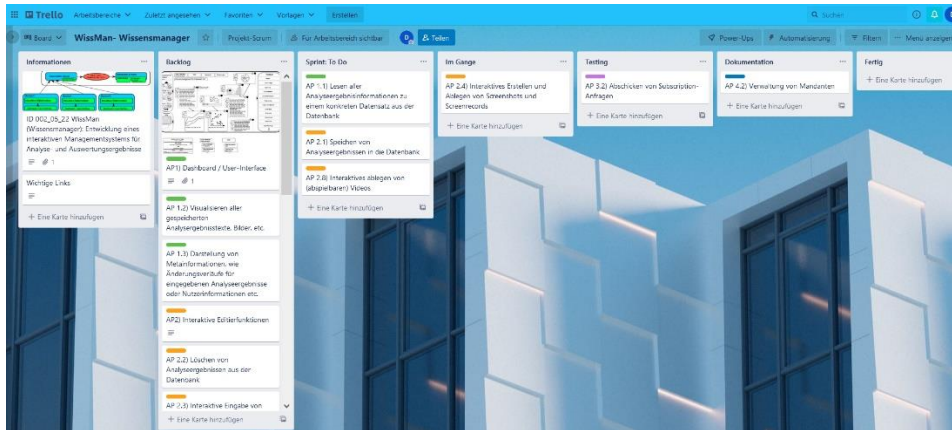 Trello
Arbeitsbereiche
Zuletzt angesehen
Favoriten
Vorlagen
Erstellen
Suchen
Board
WissMan- Wissensmanager
Projekt-Scrum
Für Arbeitsbereich sichtbar
Teilen
Power-Ups
Automatisierung
Filtern
Menü anzeigen
Informationen
ID 002_05_22 WissMan
(Wissensmanager): Entwicklung eines
interaktiven Managementsystems für
Analyse- und Auswertungsergebnisse
1
Wichtige Links
+ Eine Karte hinzufügen
Backlog
AP1) Dashboard / User-Interface
1
AP 1.2) Visualisieren aller
gespeicherten
Analyseergebnisstexte, Bilder, etc.
AP 1.3) Darstellung von
Metainformationen, wie
Änderungsverläufe für
eingegebenen Analyseergebnisse
oder Nutzerinformationen etc.
AP2) Interaktive Editierfunktionen
AP 2.2) Löschen von
Analyseergebnissen aus der
Datenbank
AP 2.3) Interaktive Eingabe von
+ Eine Karte hinzufügen
Sprint: To Do
AP 1.1) Lesen aller
Analyseergebnisinformationen zu
einem konkreten Datensatz aus der
Datenbank
AP 2.1) Speichen von
Analyseergebnissen in die Datenbank
AP 2.8) Interaktives ablegen von
(abspielbaren) Videos
+ Eine Karte hinzufügen
Im Gange
AP 2.4) Interaktives Erstellen und
Ablegen von Screenshots und
Screenrecords
+ Eine Karte hinzufügen
Testing
AP 3.2) Abschicken von Subscription-
Anfragen
+ Eine Karte hinzufügen
Dokumentation
AP 4.2) Verwaltung von Mandanten
+ Eine Karte hinzufügen
Fertig
+ Eine Karte hinzufügen